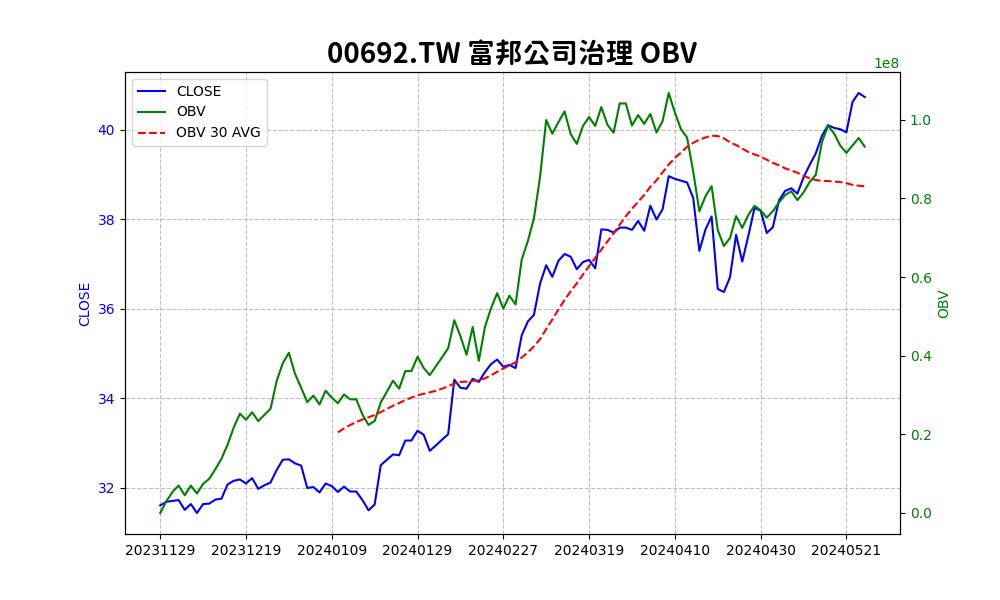 00692.TW 富邦公司治理 OBV
1e8
CLOSE
OBV
OBV 30 AVG
40
38
36
34
32
CLOSE
1.0
0.8
0.6
0.4
0.2
0.0
OBV
20231129 20231219 20240109 20240129 20240227 20240319 20240410 20240430 20240521